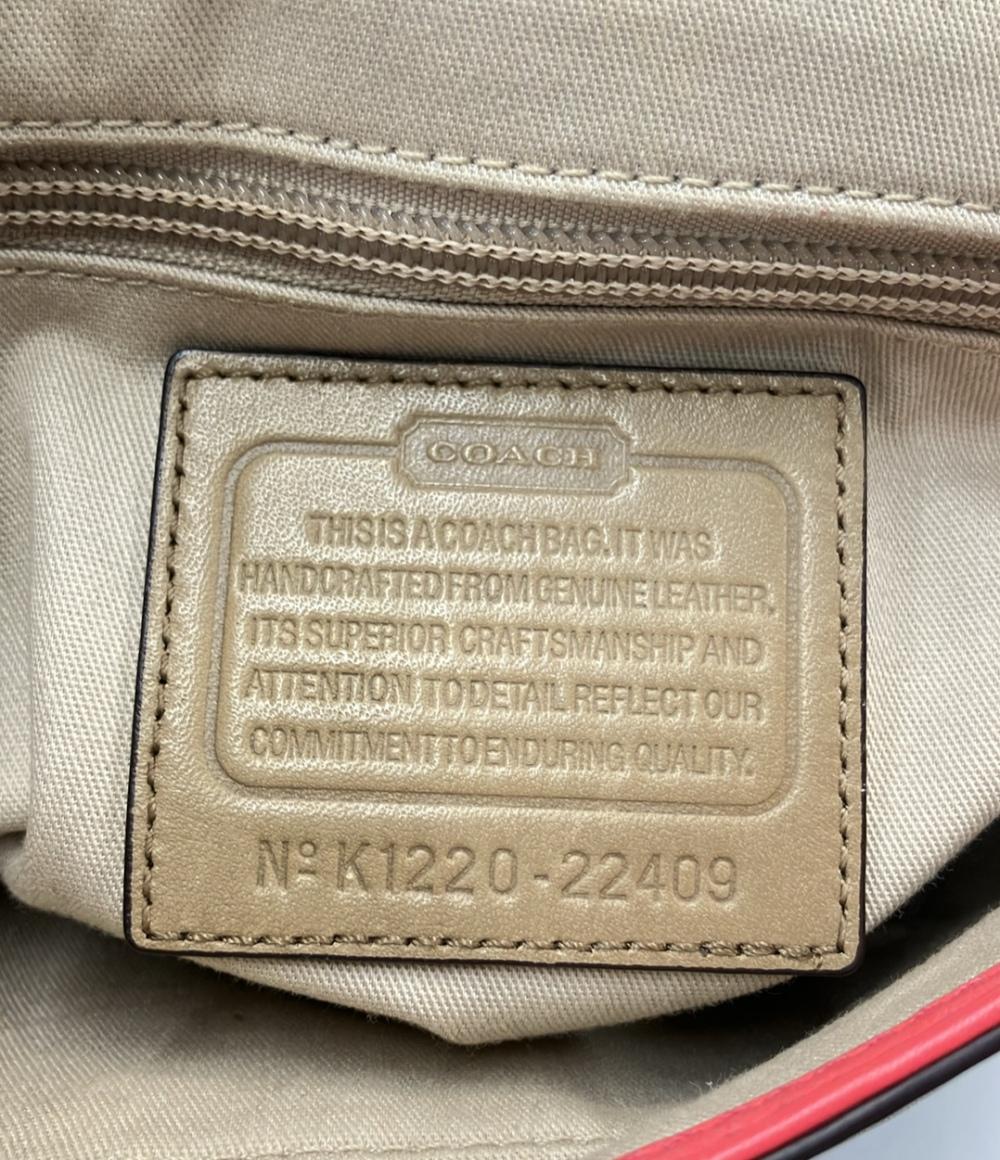 COACH
THIS IS A COACH BAG. IT WAS
HANDCRAFTED FROM GENUINE LEATHER.
ITS SUPERIOR CRAFTSMANSHIP AND
ATTENTION TO DETAIL REFLECT OUR
COMMITMENT TO ENDURING QUALITY.
Nº K1220-22409